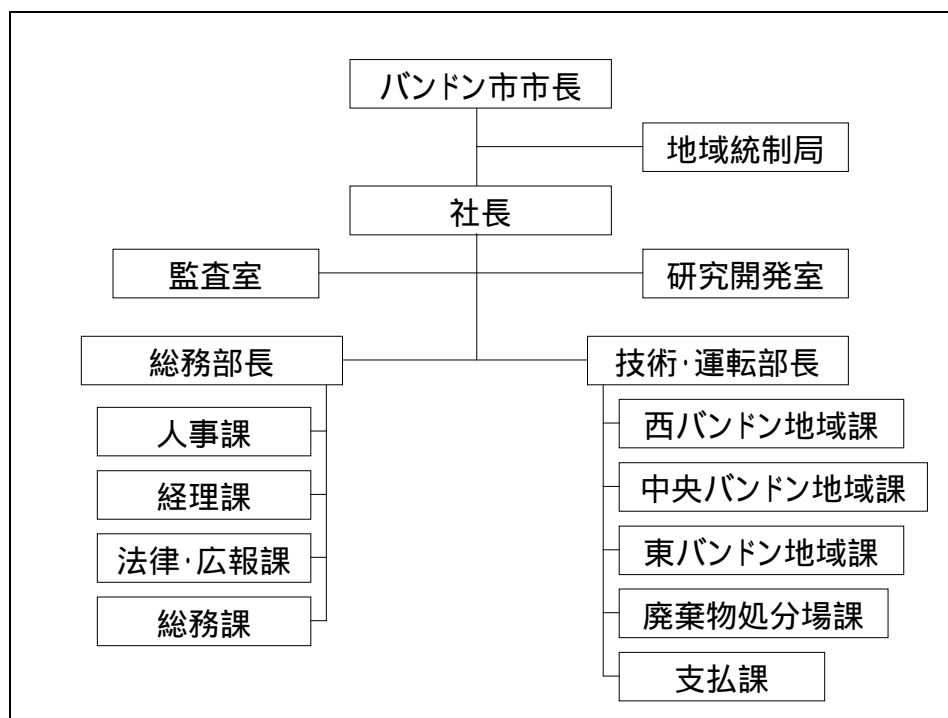 バンドン市市長
地域統制局
社長
監査室
研究開発室
総務部長
技術・運転部長
人事課
経理課
法律・広報課
総務課
西バンドン地域課
中央バンドン地域課
東バンドン地域課
廃棄物処分場課
支払課